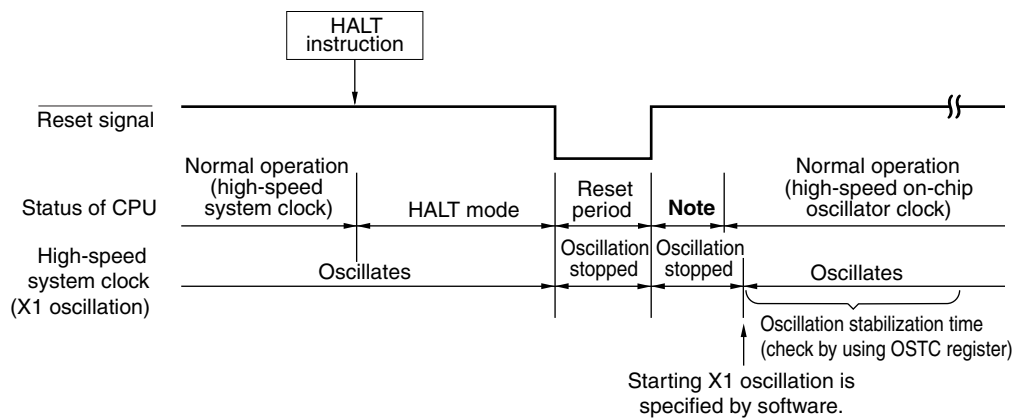 HALT
instruction
Reset signal
Normal operation
(high-speed
system clock)
Status of CPU
HALT mode
Reset
period
Note
Normal operation
(high-speed on-chip
oscillator clock)
High-speed
system clock
(X1 oscillation)
Oscillates
Oscillation
stopped
Oscillation
stopped
Oscillates
Oscillation stabilization time
(check by using OSTC register)
Starting X1 oscillation is
specified by software.